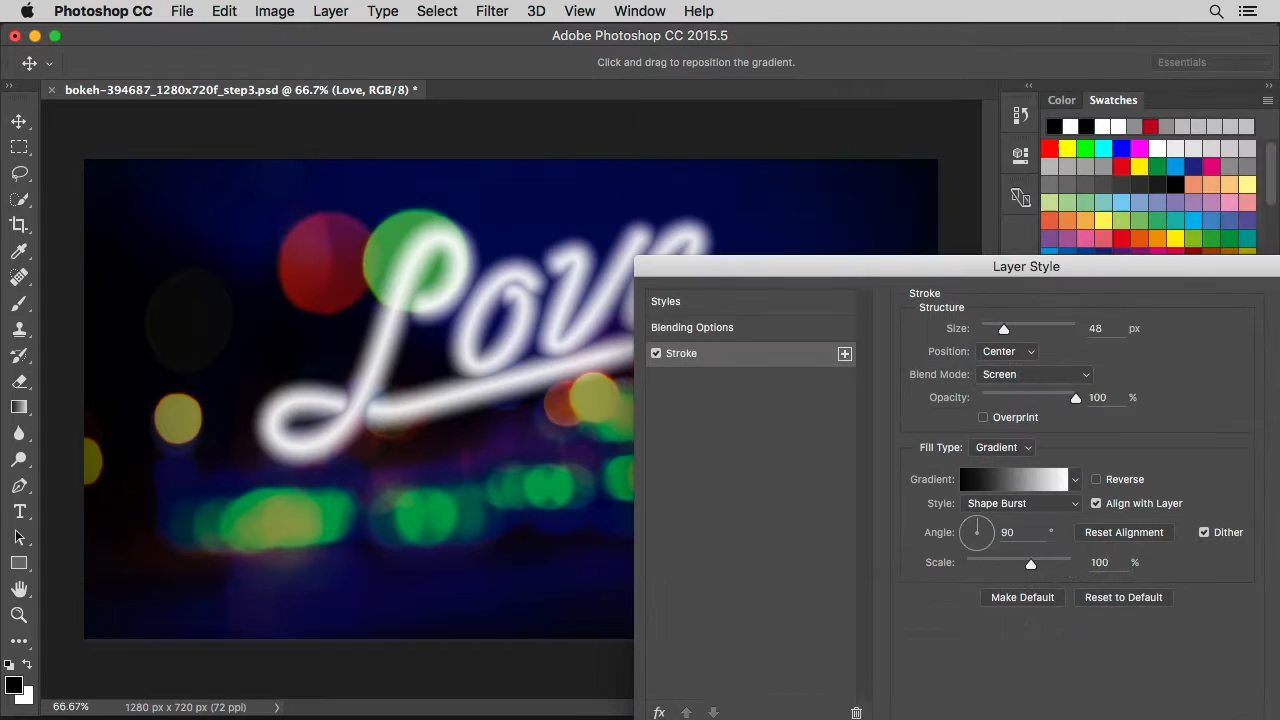 Photoshop CC File Edit Image Layer Type Select Filter 3D View Window Help
Adobe Photoshop CC 2015.5
Click and drag to reposition the gradient.
Essentials
× bokeh-394687_1280x720f_step3.psd @ 66.7% (Love, RGB/8) *
Color Swatches
Love
Layer Style
Styles
Blending Options
Stroke
Stroke
Structure
Size: 48 px
Position: Center
Blend Mode: Screen
Opacity: 100 %
Overprint
Fill Type: Gradient
Gradient: Reverse
Style: Shape Burst Align with Layer
Angle: 90 ° Reset Alignment Dither
Scale: 100 %
Make Default Reset to Default
66.67% 1280 px x 720 px (72 ppi)
fx